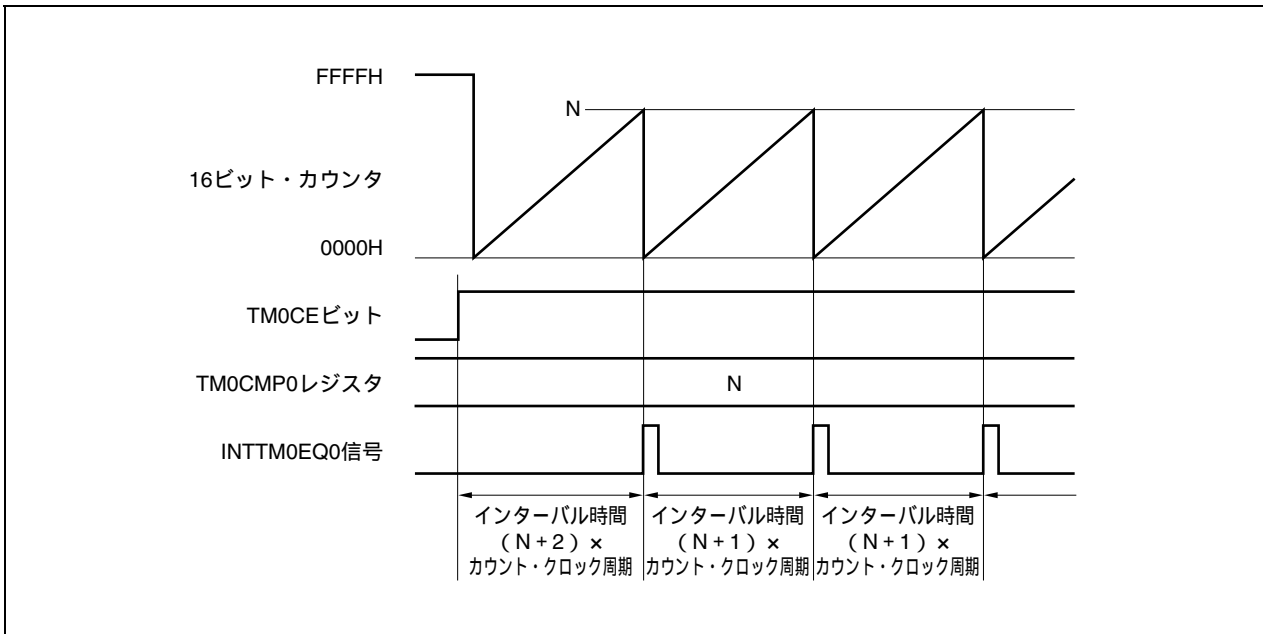 FFFFH
N
16ビット・カウンタ
0000H
TM0CEビット
TM0CMP0レジスタ
N
INTTM0EQ0信号
インターバル時間
（N+2）×
カウント・クロック周期
インターバル時間
（N+1）×
カウント・クロック周期
インターバル時間
（N+1）×
カウント・クロック周期